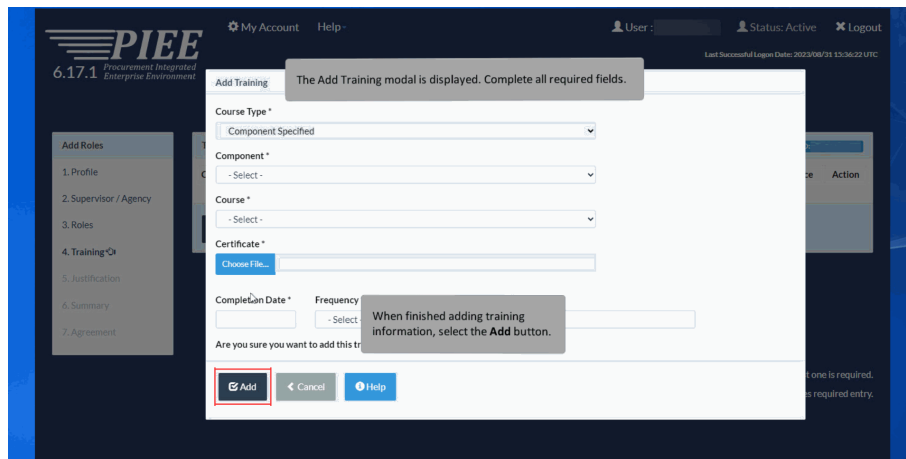 My Account Help
User :
Status: Active
Logout
PIEE
Last Successful Logon Date: 2023/08/31 13:36:22 UTC
6.17.1 Procurement Integrated
Enterprise Environment
Add Training
The Add Training modal is displayed. Complete all required fields.
Course Type *
Component Specified
Add Roles
Component *
1. Profile
- Select -
Action
2. Supervisor / Agency
Course *
3. Roles
- Select -
4. Training
Certificate *
Choose File...
5. Justification
6. Summary
Completion Date *
Frequency
When finished adding training
information, select the Add button.
- Select
7. Agreement
Are you sure you want to add this
Add
Cancel
Help
one is required.
required entry.